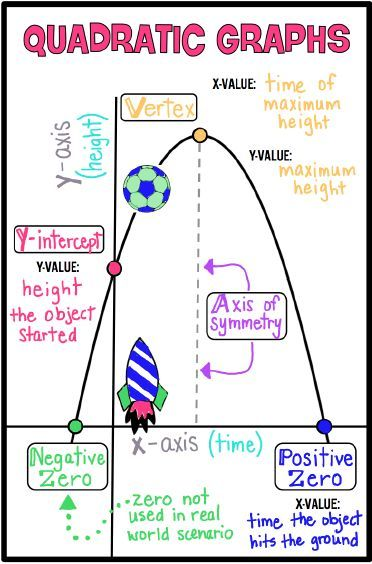 QUADRATIC GRAPHS
X-VALUE: time of
maximum
height
Vertex
y-axis
(height)
Y-VALUE:
maximum
height
Y-intercept
Y-VALUE:
height
the object
started
Axis of
symmetry
x-axis (time)
Negative
Zero
Positive
Zero
zero not
used in real
world scenario
X-VALUE:
time the object
hits the ground